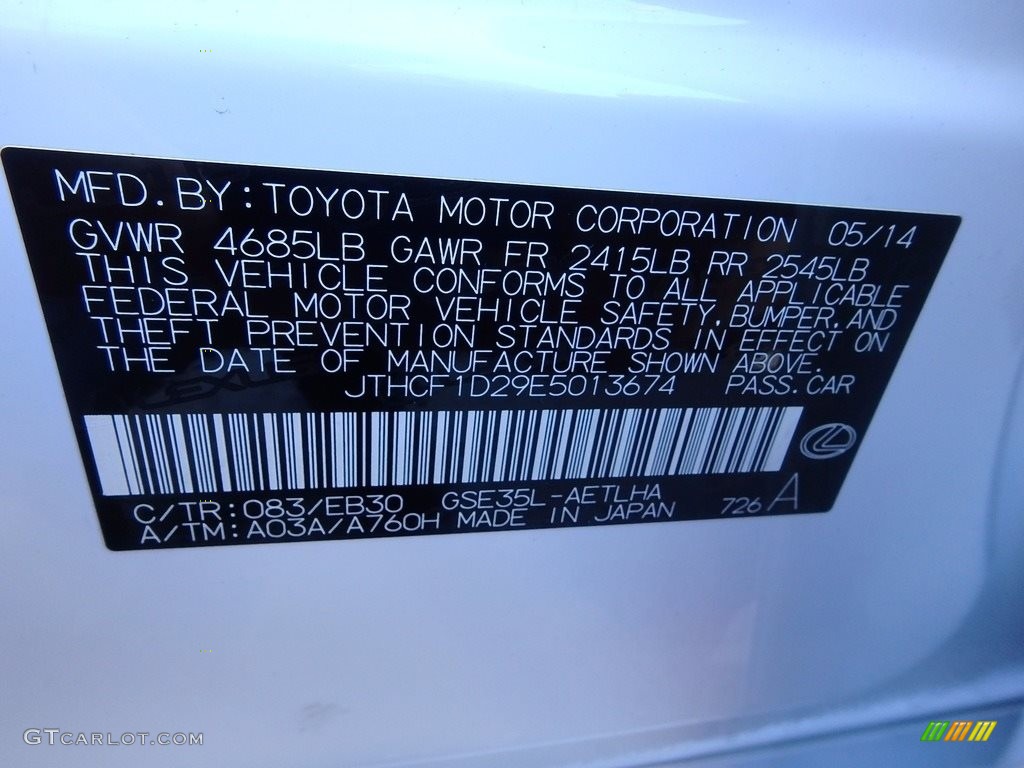 MFD. BY: TOYOTA MOTOR CORPORATION 05/14
GVWR 4685LB GAWR FR 2415LB RR 2545LB
THIS VEHICLE CONFORMS TO ALL APPLICABLE
FEDERAL MOTOR VEHICLE SAFETY, BUMPER, AND
THEFT PREVENTION STANDARDS IN EFFECT ON
THE DATE OF MANUFACTURE SHOWN ABOVE.
JTHCF1D29E5013674 PASS. CAR
C/TR: 083/EB30 GSE35L-AETLHA
A/TM: A03A/A760H MADE IN JAPAN 726 A
GTCARLOT.COM